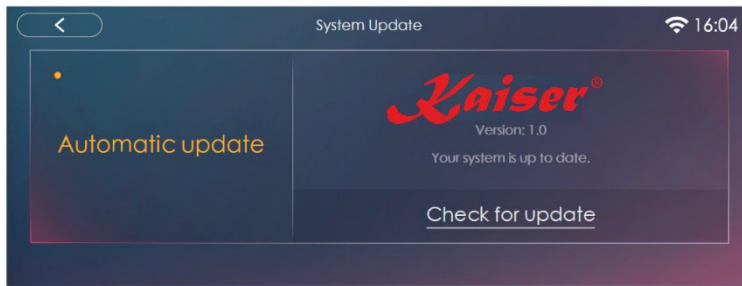 System Update
16:04
Automatic update
Kaiser®
Version: 1.0
Your system is up to date.
Check for update